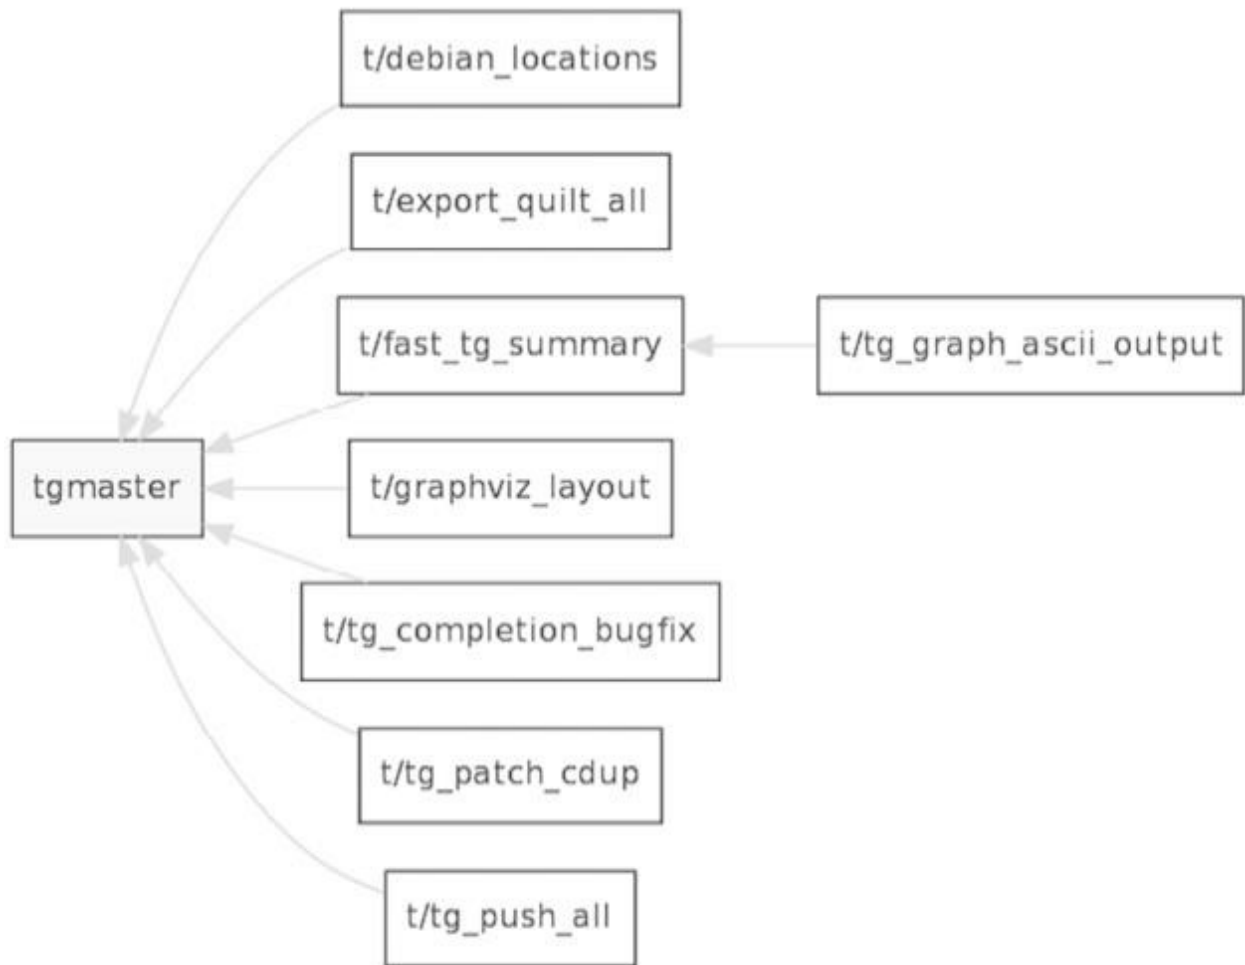 t/debian_locations
t/export_quilt_all
t/fast_tg_summary
t/tg_graph_ascii_output
tgmaster
t/graphviz_layout
t/tg_completion_bugfix
t/tg_patch_cdup
t/tg_push_all